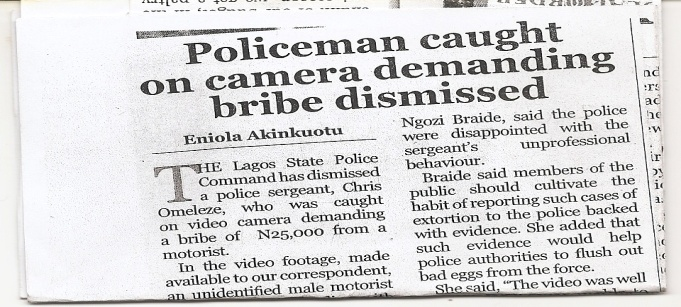 Policeman caught
on camera demanding
bribe dismissed
Eniola Akinkuotu
THE Lagos State Police
Command has dismissed
a police sergeant, Chris
Omeleze, who was caught
on video camera demanding
a bribe of N25,000 from a
motorist.
In the video footage, made
available to our correspondent,
an unidentified male motorist
Ngozi Braide, said the police
were disappointed with the
sergeant's unprofessional
behaviour.
Braide said members of the
public should cultivate the
habit of reporting such cases of
extortion to the police backed
with evidence. She added that
such evidence would help
police authorities to flush out
bad eggs from the force.
She said, "The video was well